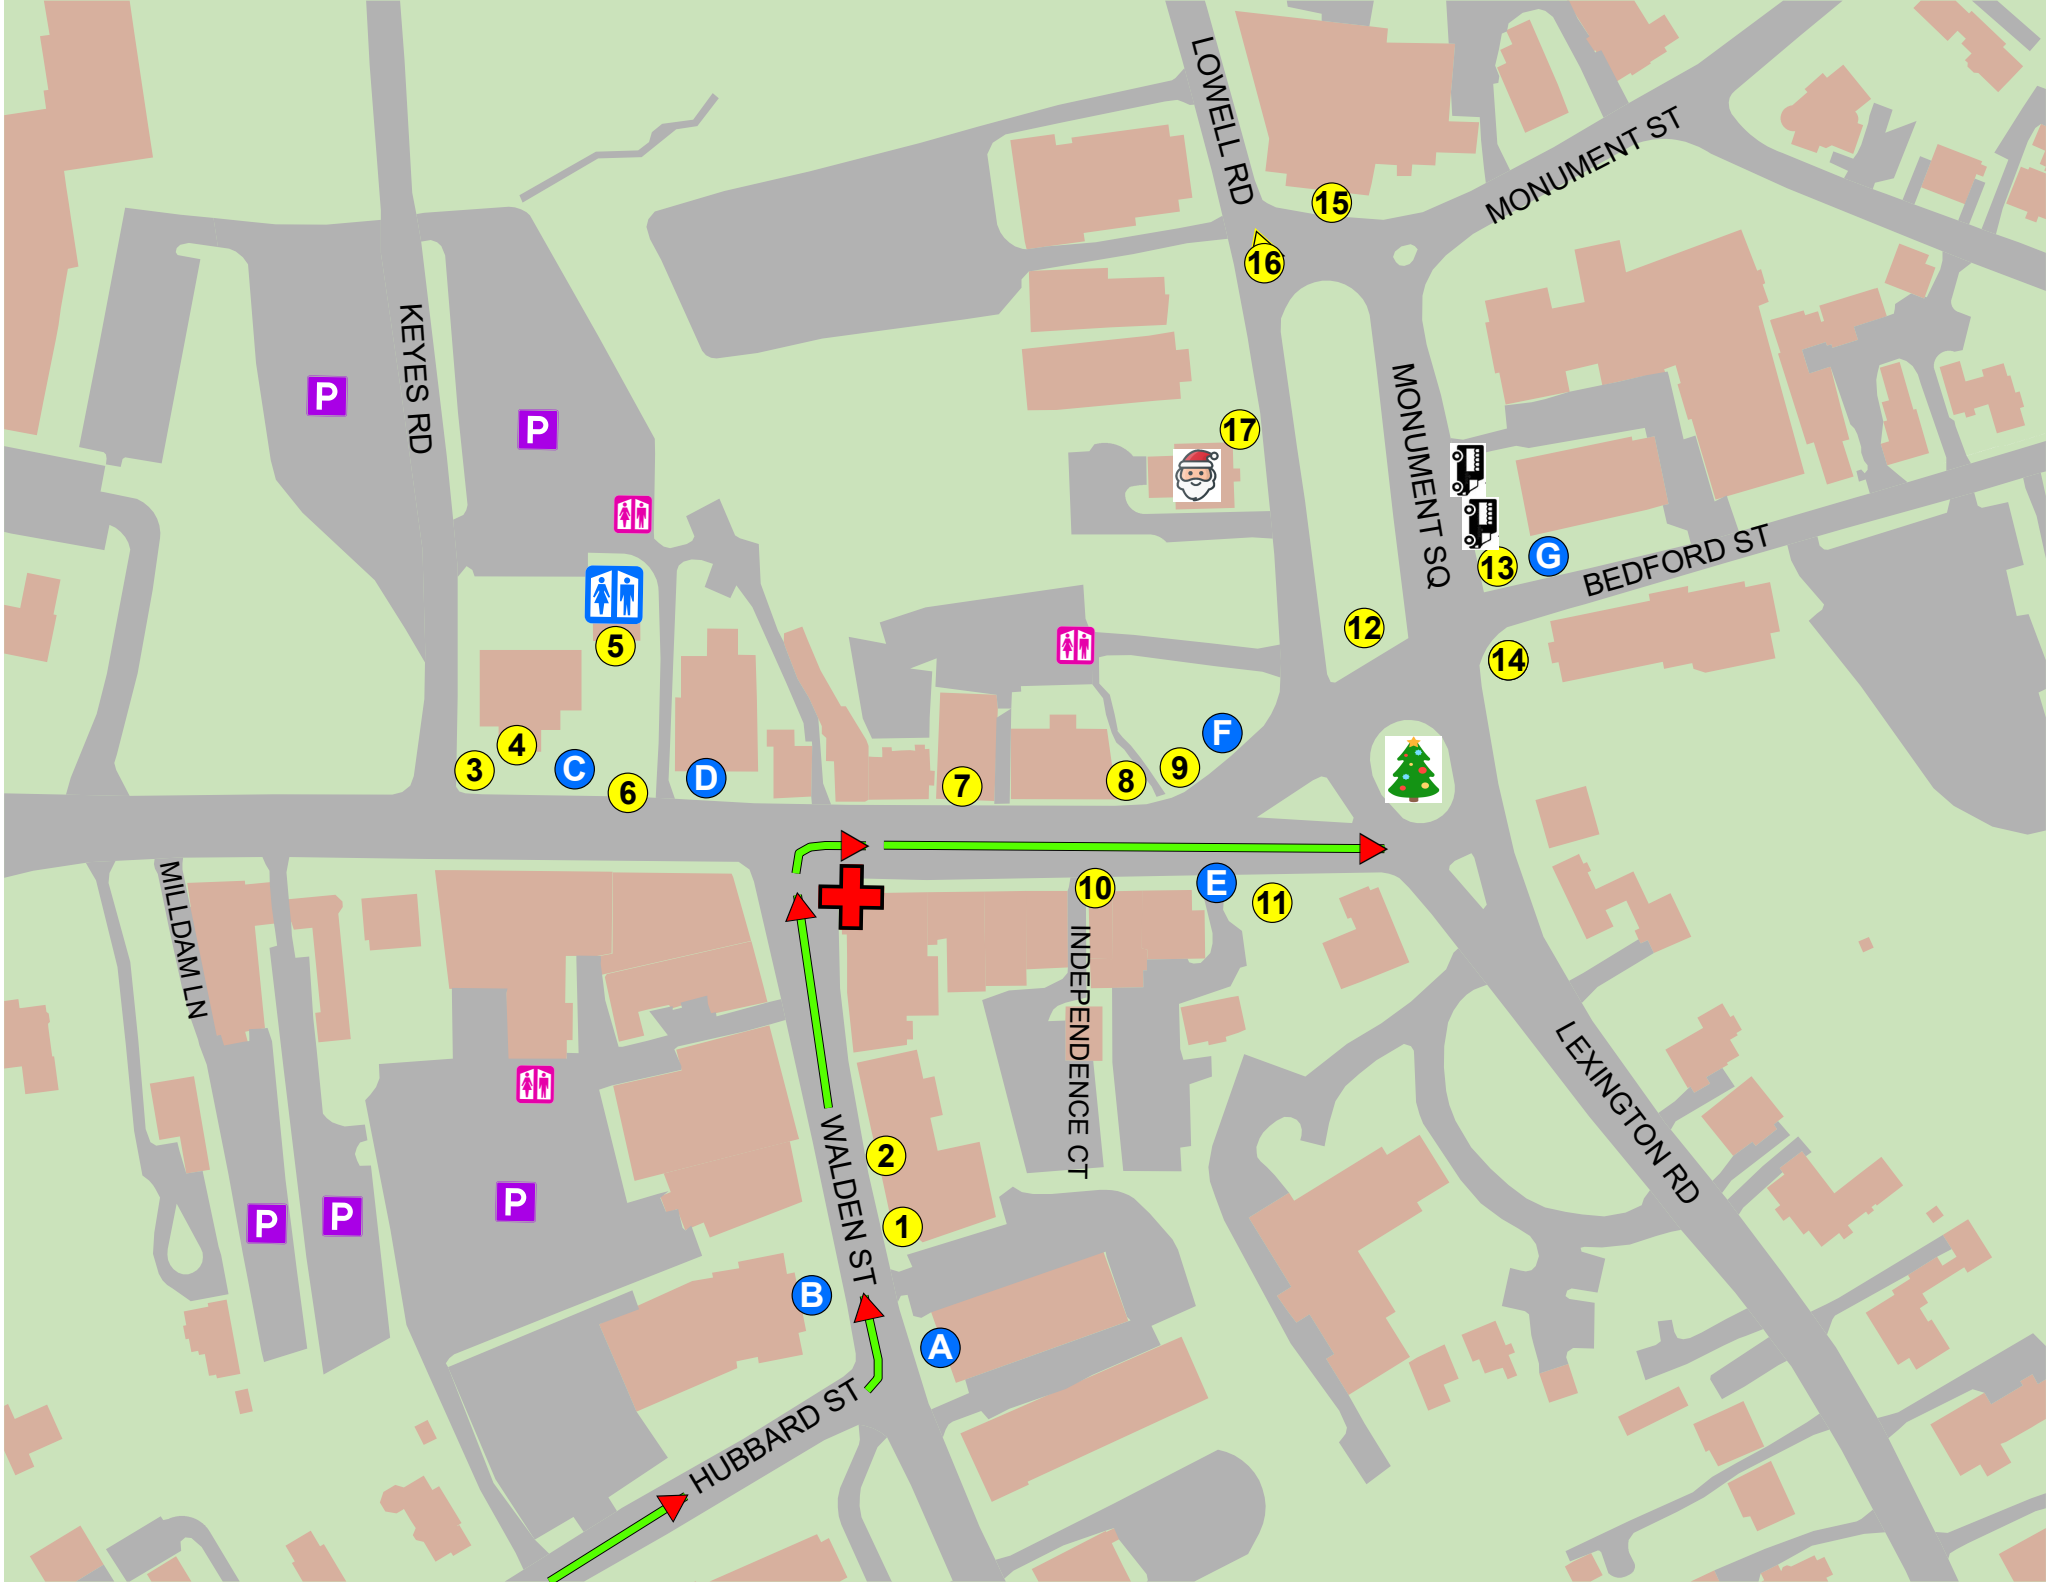 LOWELL RD
MONUMENT ST
15
16
KEYES RD
P
P
17
MONUMENT SQ
13
G
BEDFORD ST
12
14
5
3
4
C
6
D
7
8
9
F
10
E
11
MILLDAM LN
INDEPENDENCE CT
LEXINGTON RD
2
WALDEN ST
1
P
P
P
B
A
HUBBARD ST